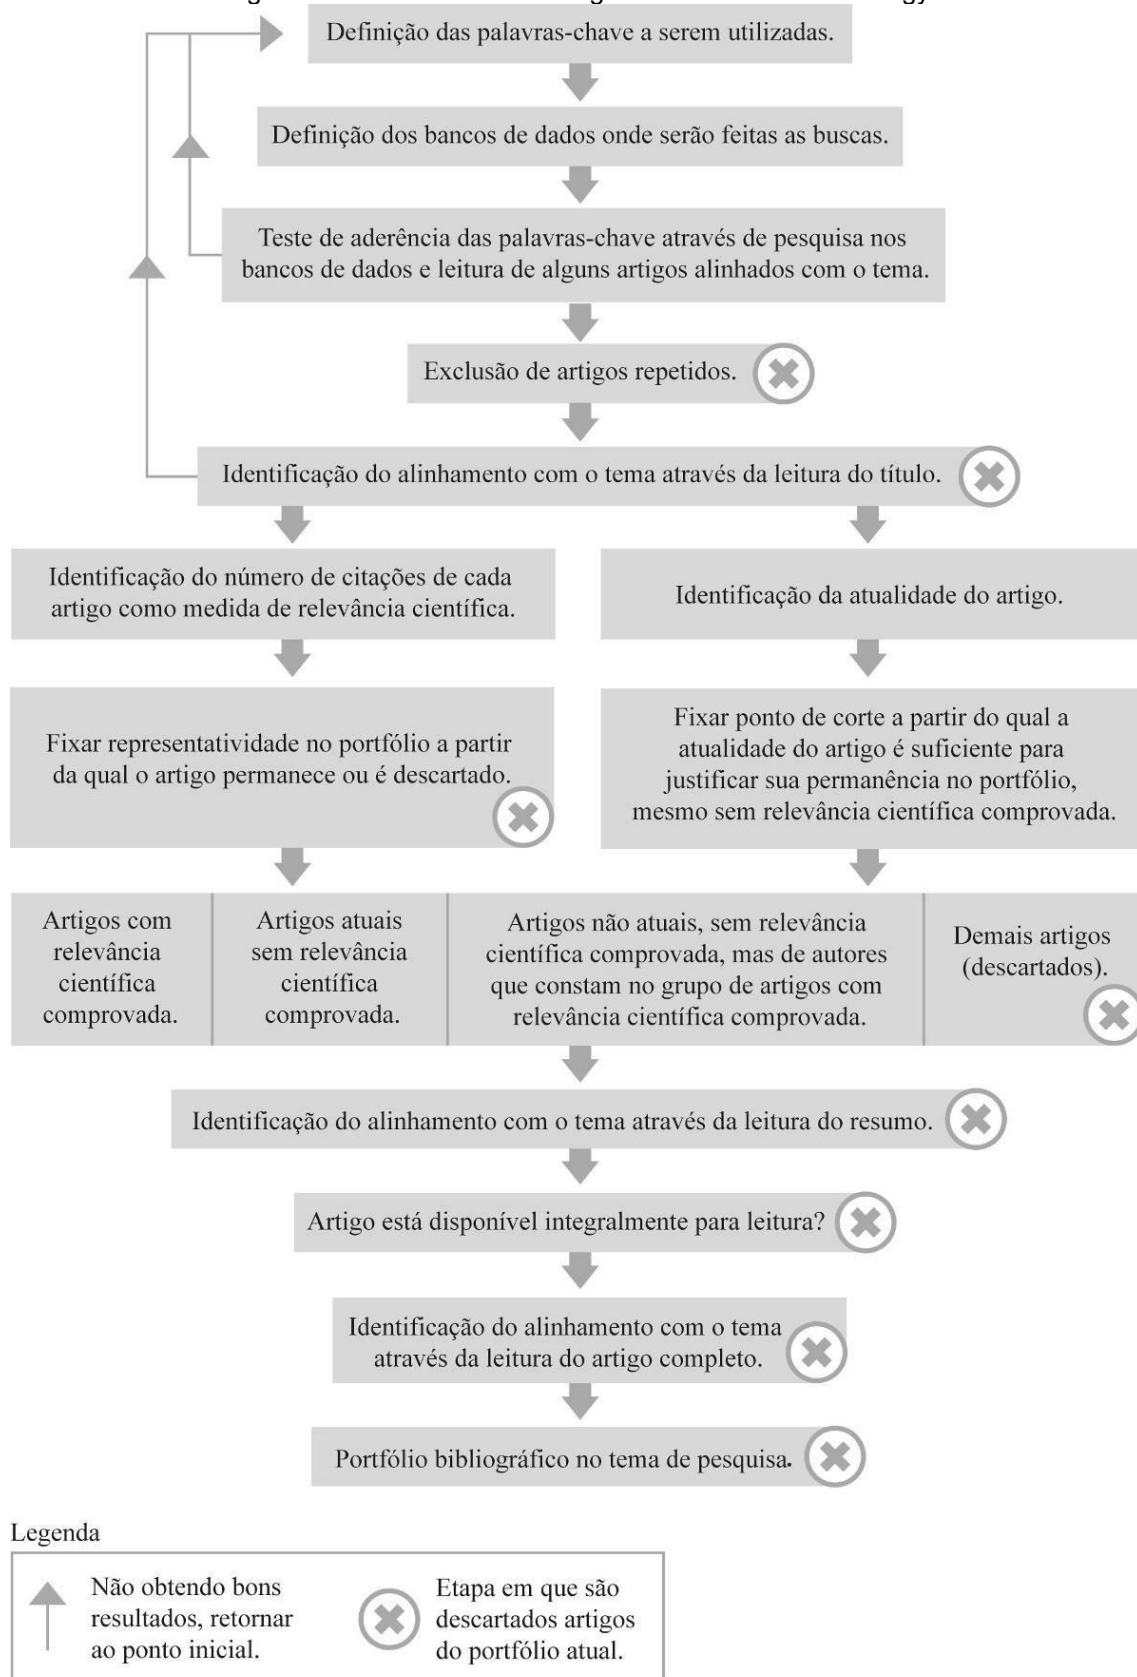 Definição das palavras-chave a serem utilizadas.
Definição dos bancos de dados onde serão feitas as buscas.
Teste de aderência das palavras-chave através de pesquisa nos
bancos de dados e leitura de alguns artigos alinhados com o tema.
Exclusão de artigos repetidos.
Identificação do alinhamento com o tema através da leitura do título.
Identificação do número de citações de cada
artigo como medida de relevância científica.
Identificação da atualidade do artigo.
Fixar representatividade no portfólio a partir
da qual o artigo permanece ou é descartado.
Fixar ponto de corte a partir do qual a
atualidade do artigo é suficiente para
justificar sua permanência no portfólio,
mesmo sem relevância científica comprovada.
Artigos com
relevância
científica
comprovada.
Artigos atuais
sem relevância
científica
comprovada.
Artigos não atuais, sem relevância
científica comprovada, mas de autores
que constam no grupo de artigos com
relevância científica comprovada.
Demais artigos
(descartados).
Identificação do alinhamento com o tema através da leitura do resumo.
Artigo está disponível integralmente para leitura?
Identificação do alinhamento com o tema
através da leitura do artigo completo.
Portfólio bibliográfico no tema de pesquisa.
Legenda
Não obtendo bons
resultados, retornar
ao ponto inicial.
Etapa em que são
descartados artigos
do portfólio atual.